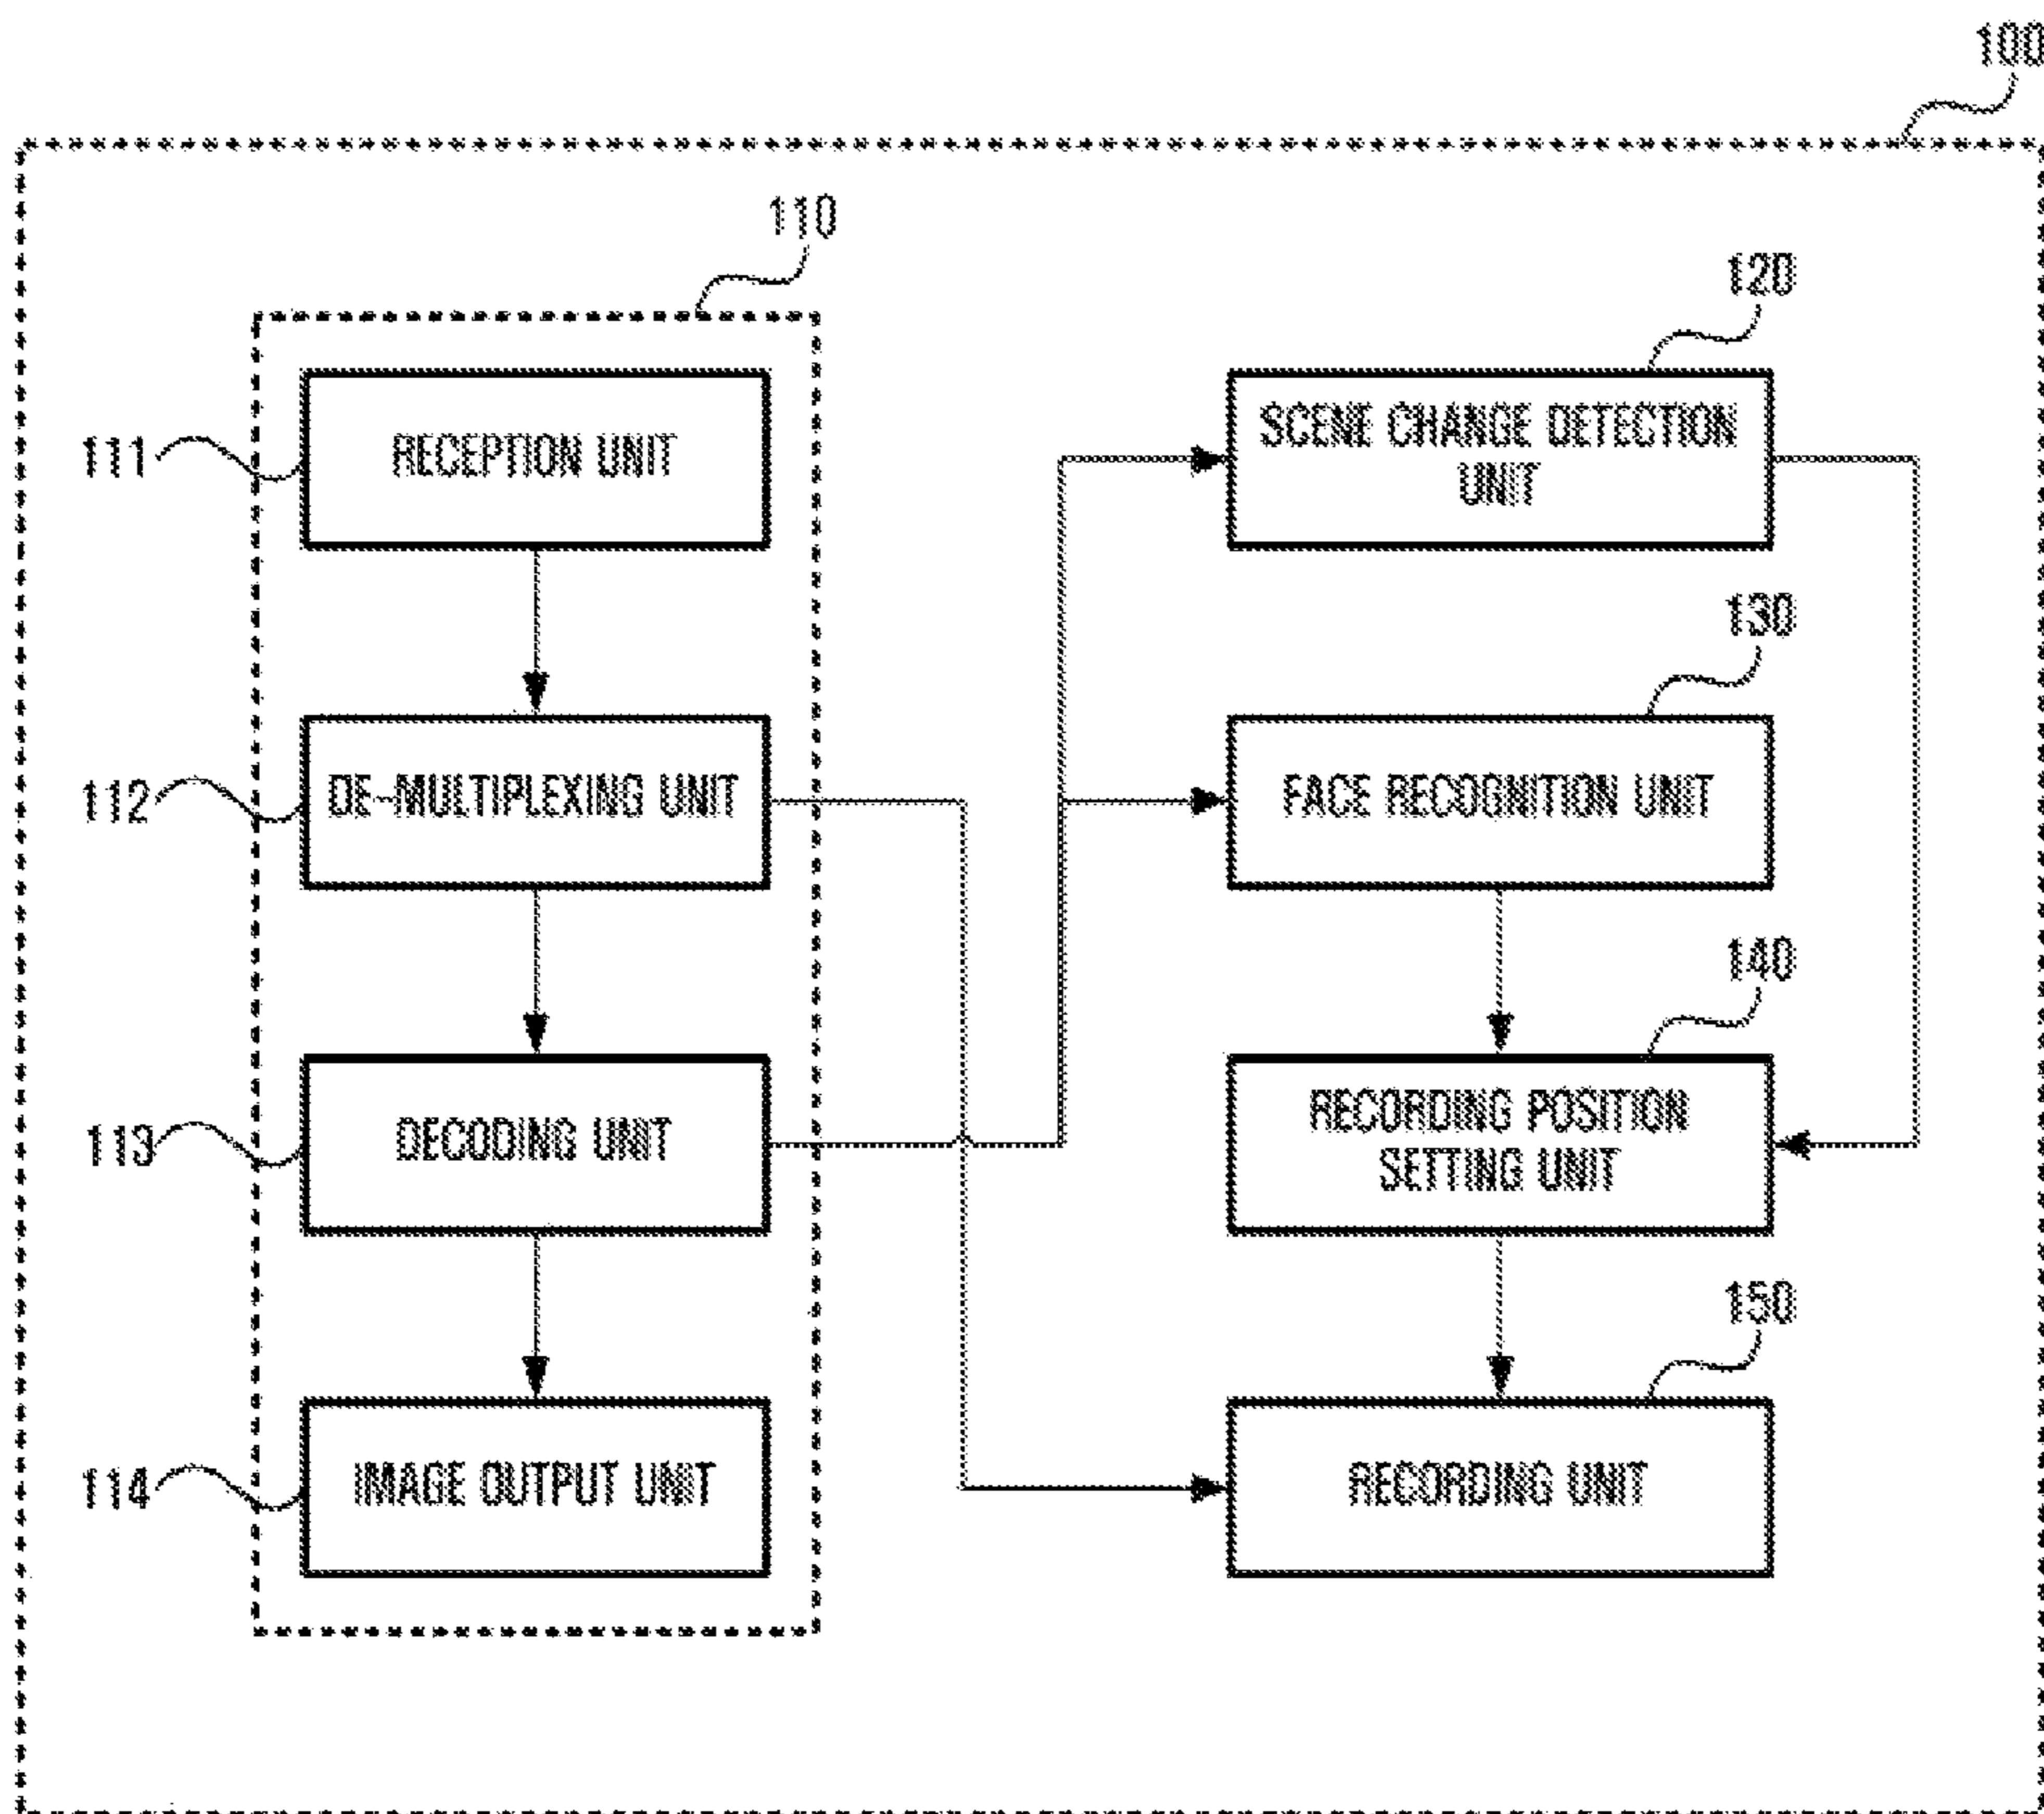 100
110
120
111
RECEPTION UNIT
SCENE CHANGE DETECTION
UNIT
130
112
DE-MULTIPLEXING UNIT
FACE RECOGNITION UNIT
140
113
DECODING UNIT
RECORDING POSITION
SETTING UNIT
150
114
IMAGE OUTPUT UNIT
RECORDING UNIT